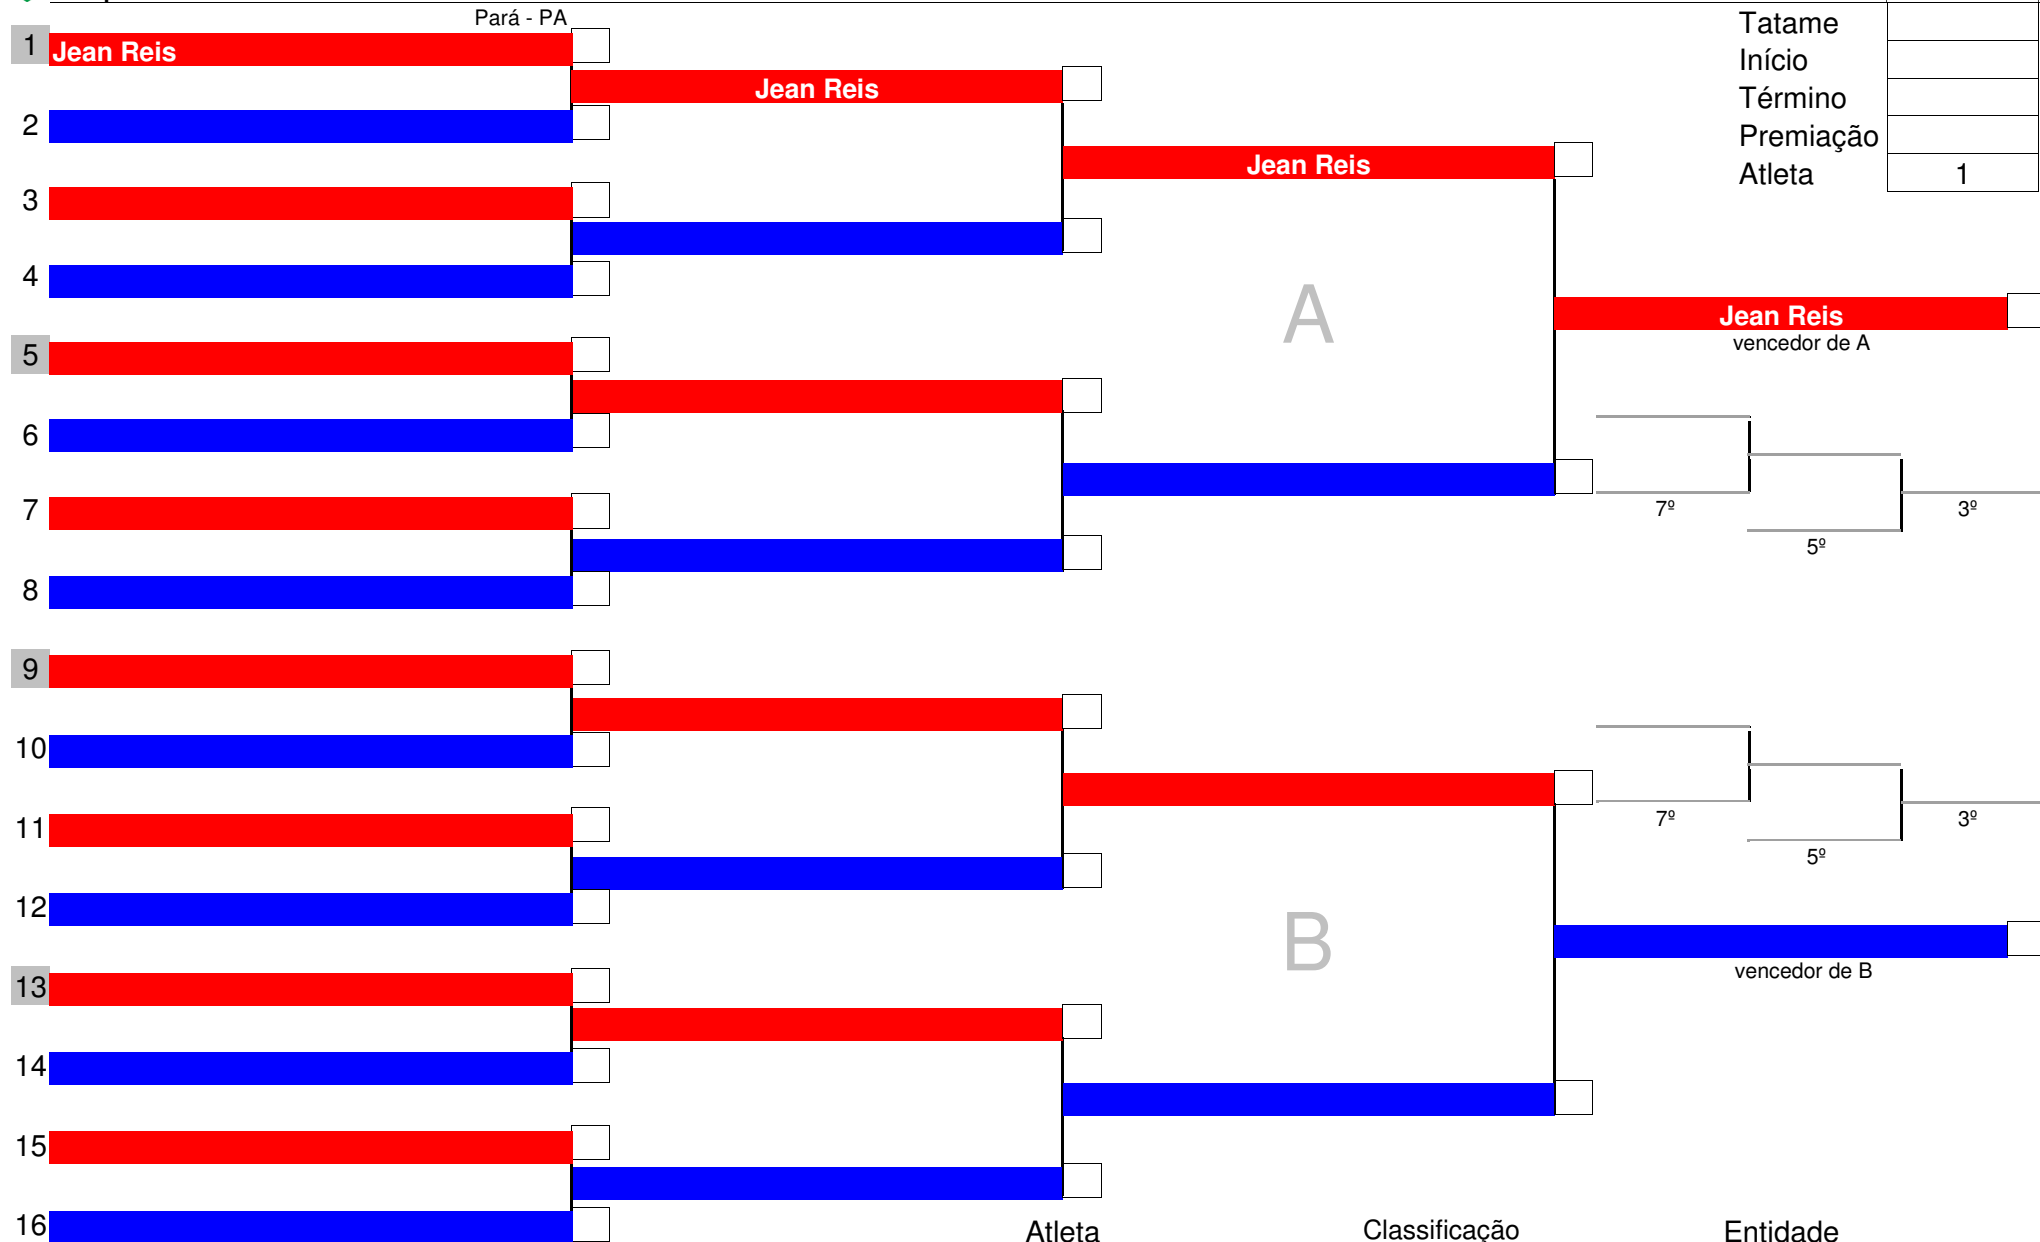 Pará - PA
Tatame
1
Jean Reis
Início
Jean Reis
Término
2
Premiação
Jean Reis
Atleta
1
3
4
A
Jean Reis
vencedor de A
5
6
7
7º
3º
5º
8
9
10
11
7º
3º
5º
12
B
vencedor de B
13
14
15
16
Atleta
Classificação
Entidade